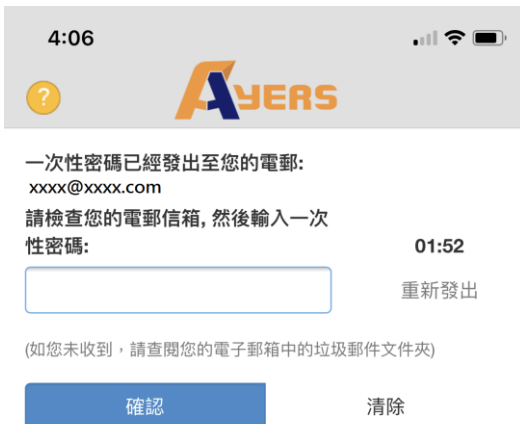 4:06
?
AYERS
一次性密碼已經發出至您的電郵:
xxxx@xxxx.com
請檢查您的電郵信箱, 然後輸入一次
性密碼:
01:52
重新發出
(如您未收到，請查閱您的電子郵箱中的垃圾郵件文件夾)
確認
清除